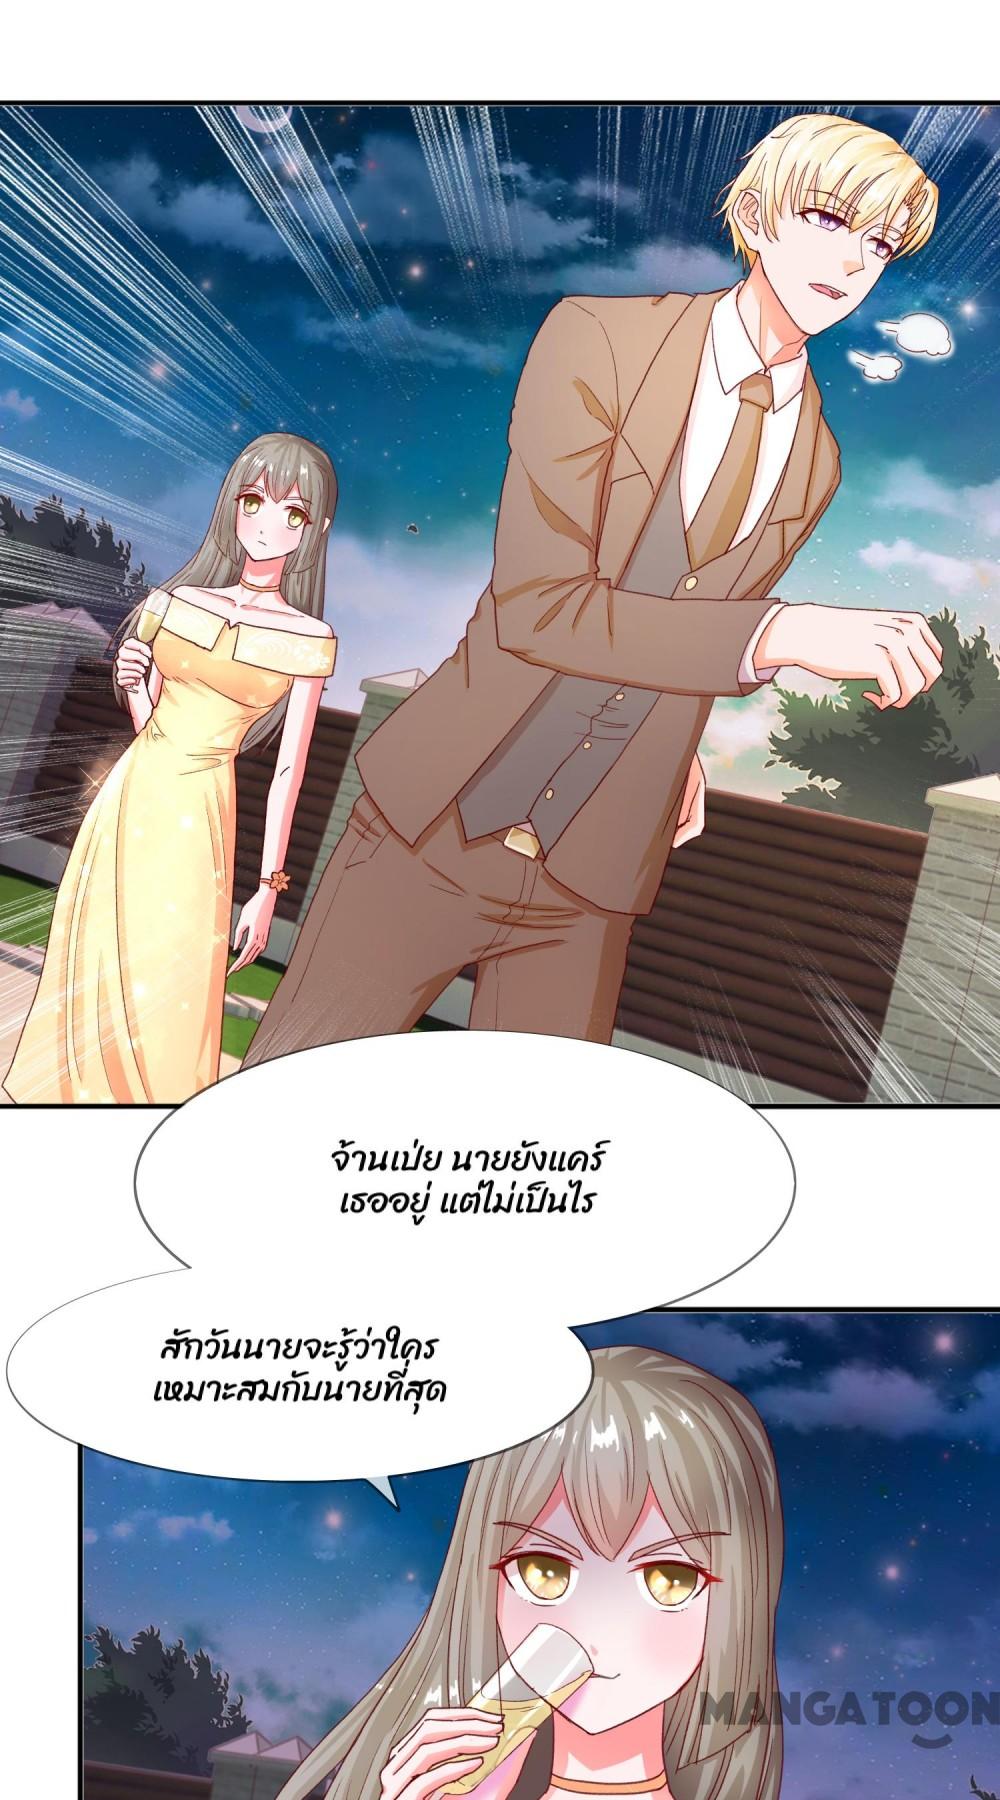 จ้านเป่ย นายยังแคร์
เธออยู่ แต่ไม่เป็นไร
สักวันนายจะรู้ว่าใคร
เหมาะสมกับนายที่สุด
MANGATOON